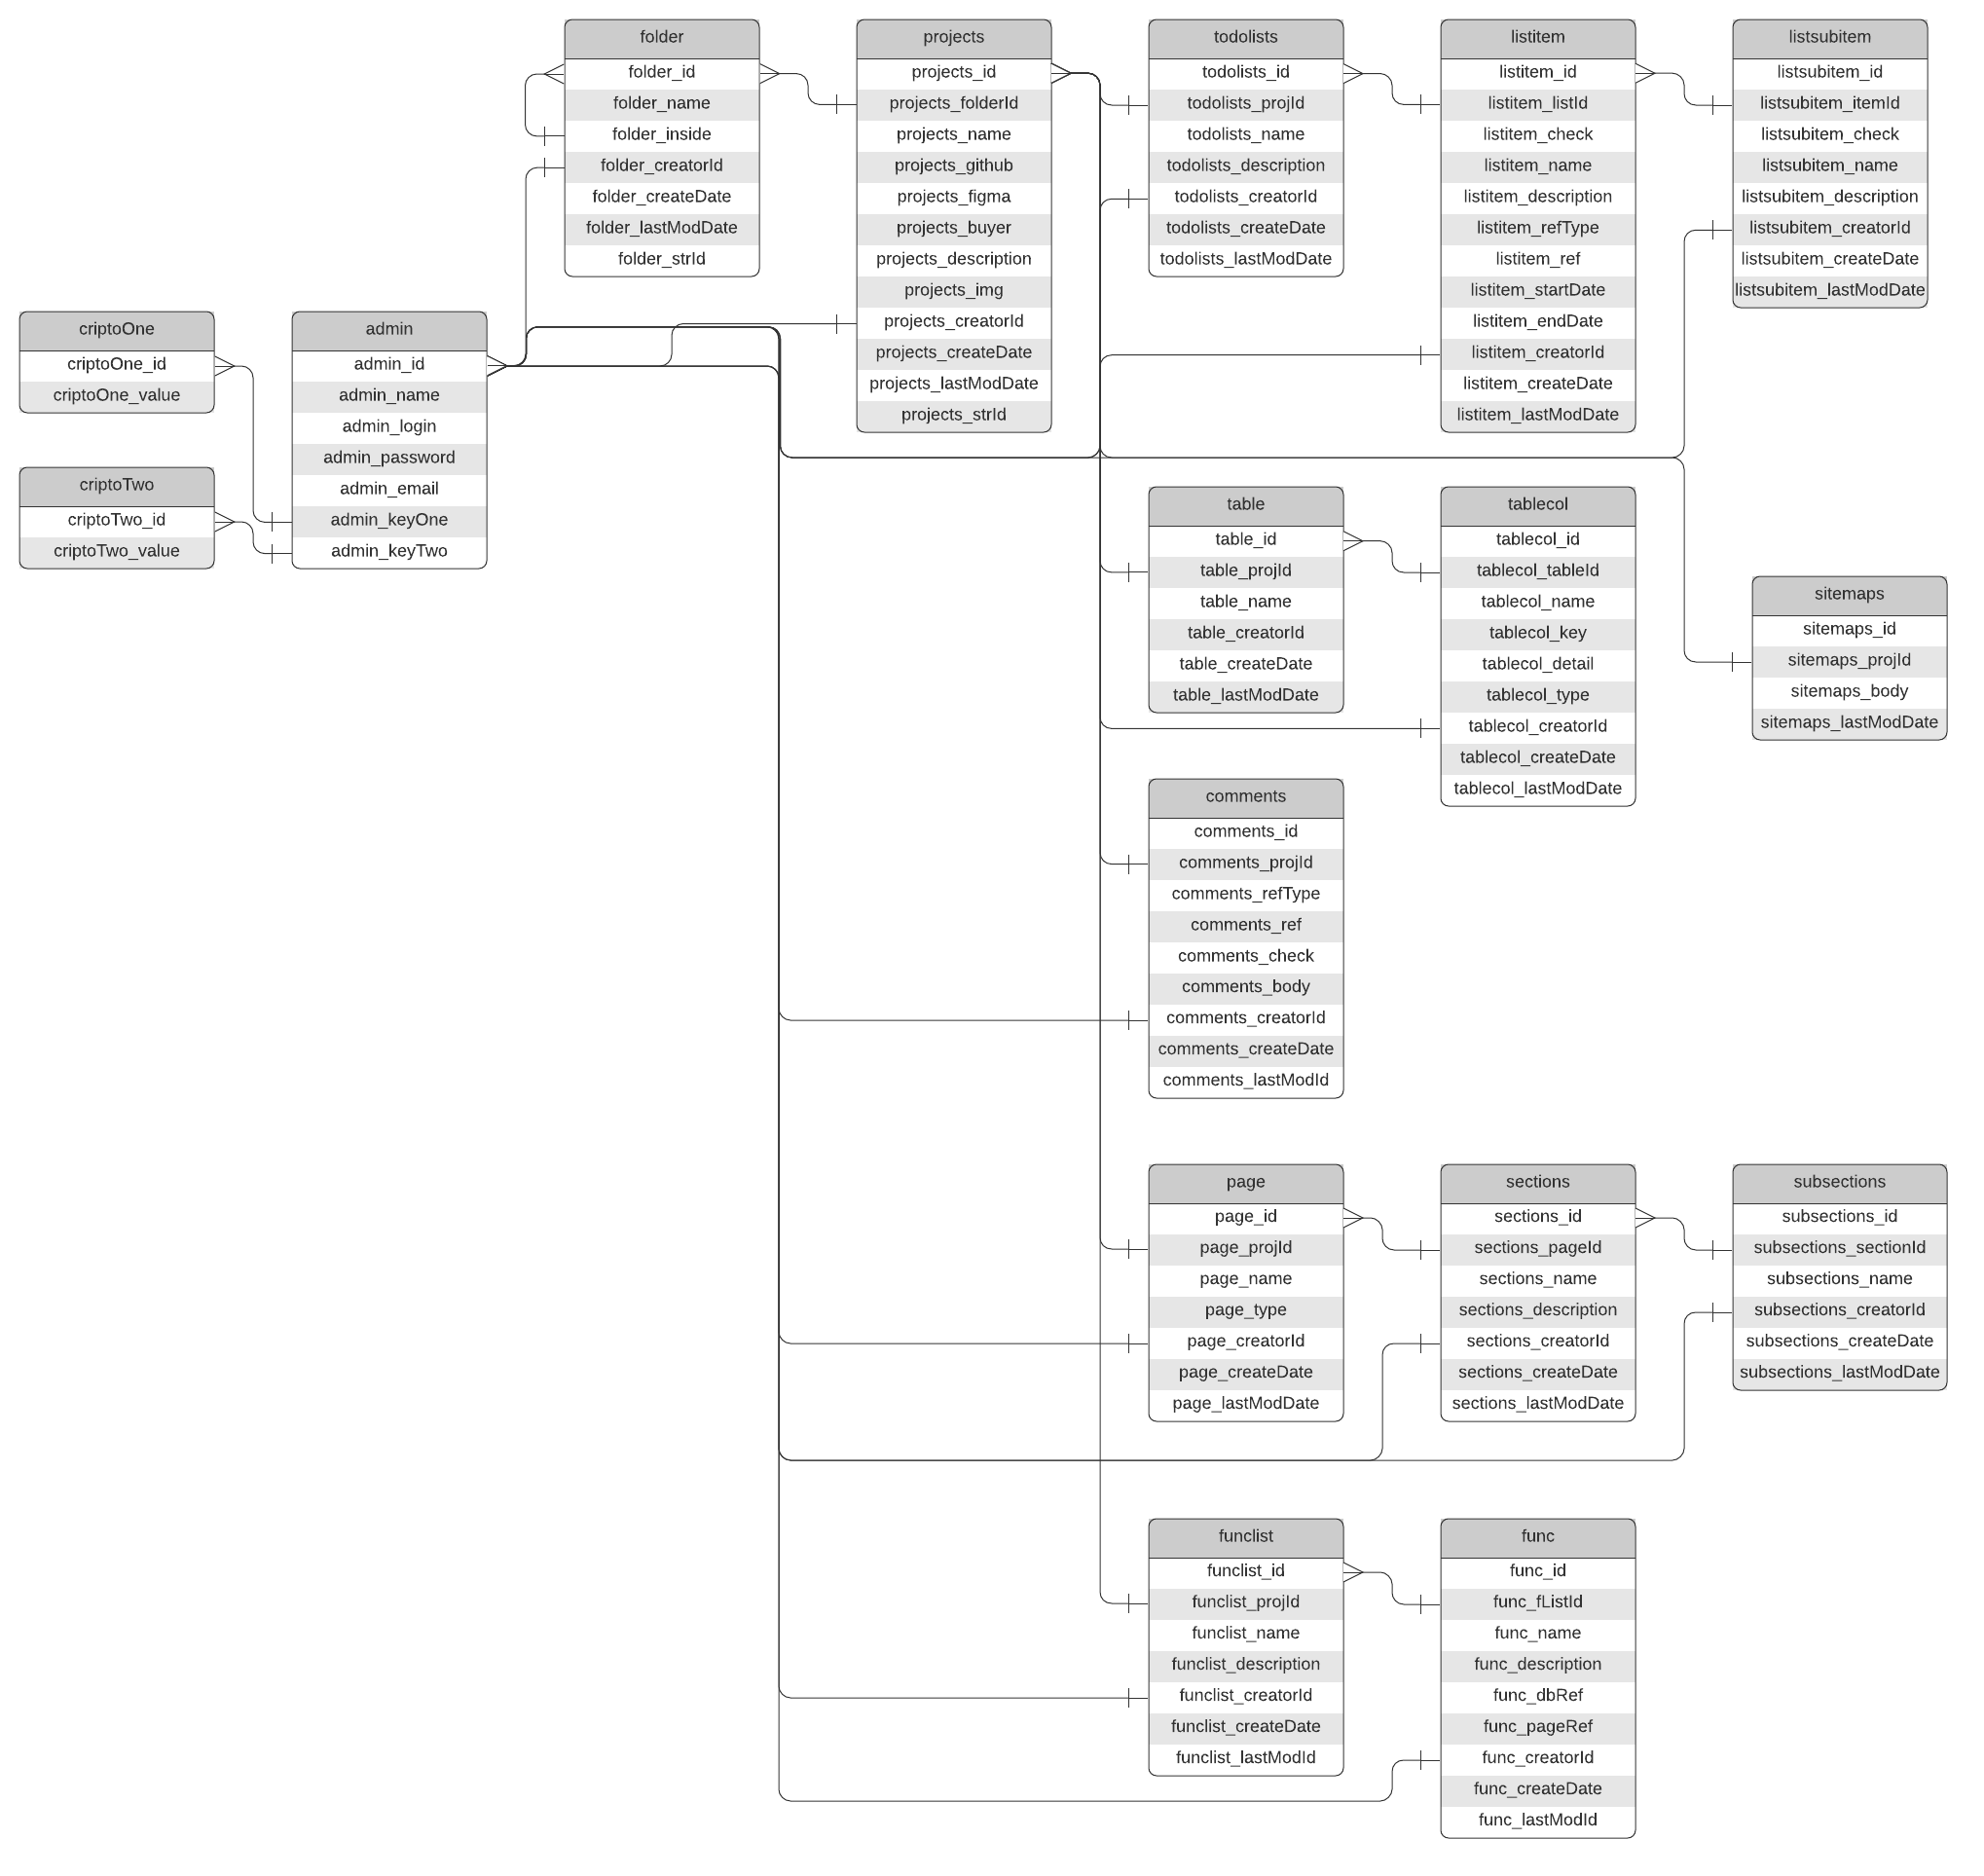 folder
folder_id
folder_name
folder_inside
folder_creatorId
folder_createDate
folder_lastModDate
folder_strId
projects
projects_id
projects_folderId
projects_name
projects_github
projects_figma
projects_buyer
projects_description
projects_img
projects_creatorId
projects_createDate
projects_lastModDate
projects_strId
todolists
todolists_id
todolists_projId
todolists_name
todolists_description
todolists_creatorId
todolists_createDate
todolists_lastModDate
listitem
listitem_id
listitem_listId
listitem_check
listitem_name
listitem_description
listitem_refType
listitem_ref
listitem_startDate
listitem_endDate
listitem_creatorId
listitem_createDate
listitem_lastModDate
listsubitem
listsubitem_id
listsubitem_itemId
listsubitem_check
listsubitem_name
listsubitem_description
listsubitem_creatorId
listsubitem_createDate
listsubitem_lastModDate
criptoOne
criptoOne_id
criptoOne_value
admin
admin_id
admin_name
admin_login
admin_password
admin_email
admin_keyOne
admin_keyTwo
criptoTwo
criptoTwo_id
criptoTwo_value
table
table_id
table_projId
table_name
table_creatorId
table_createDate
table_lastModDate
tablecol
tablecol_id
tablecol_tableId
tablecol_name
tablecol_key
tablecol_detail
tablecol_type
tablecol_creatorId
tablecol_createDate
tablecol_lastModDate
sitemaps
sitemaps_id
sitemaps_projId
sitemaps_body
sitemaps_lastModDate
comments
comments_id
comments_projId
comments_refType
comments_ref
comments_check
comments_body
comments_creatorId
comments_createDate
comments_lastModId
page
page_id
page_projId
page_name
page_type
page_creatorId
page_createDate
page_lastModDate
sections
sections_id
sections_pageId
sections_name
sections_description
sections_creatorId
sections_createDate
sections_lastModDate
subsections
subsections_id
subsections_sectionId
subsections_name
subsections_creatorId
subsections_createDate
subsections_lastModDate
funclist
funclist_id
funclist_projId
funclist_name
funclist_description
funclist_creatorId
funclist_createDate
funclist_lastModId
func
func_id
func_fListId
func_name
func_description
func_dbRef
func_pageRef
func_creatorId
func_createDate
func_lastModId